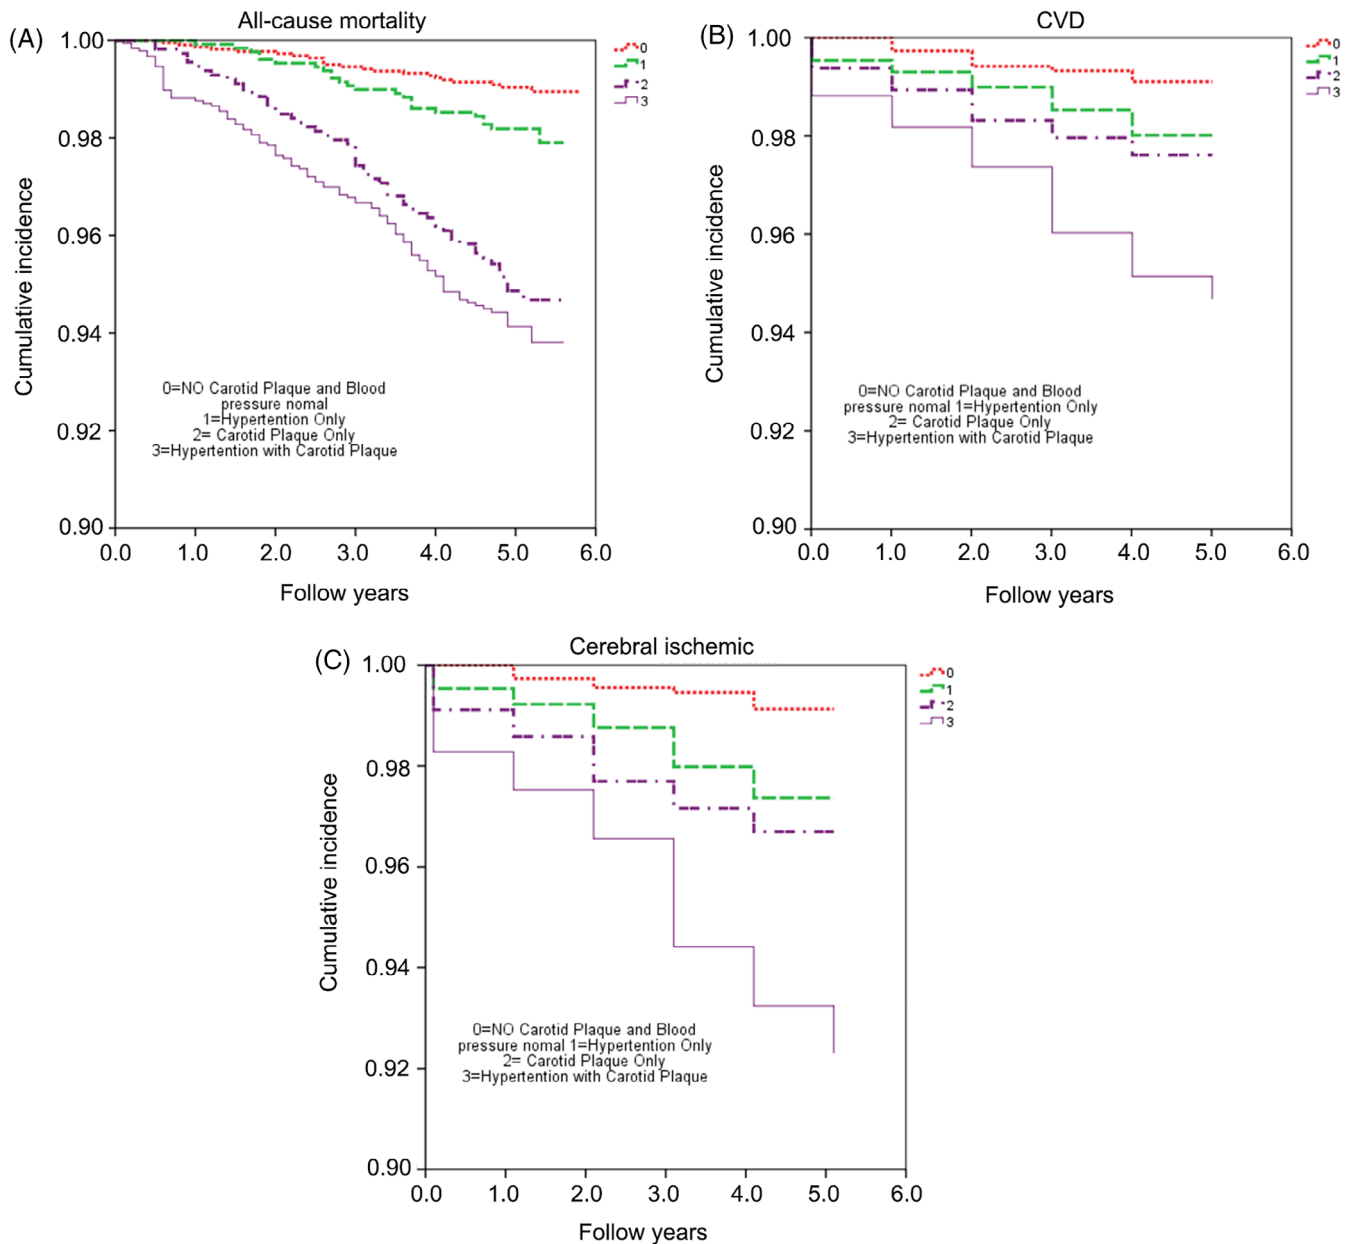 (A)
All-cause mortality
1.00
0.98
0.96
0.94
0.92
0.90
Cumulative incidence
0
1
2
3
0=NO Carotid Plaque and Blood
pressure nomal
1=Hypertention Only
2= Carotid Plaque Only
3=Hypertention with Carotid Plaque
0.0 1.0 2.0 3.0 4.0 5.0 6.0
Follow years
(B)
CVD
1.00
0.98
0.96
0.94
0.92
0.90
Cumulative incidence
0
1
2
3
0=NO Carotid Plaque and Blood
pressure nomal 1=Hypertention Only
2= Carotid Plaque Only
3=Hypertention with Carotid Plaque
0.0 1.0 2.0 3.0 4.0 5.0 6.0
Follow years
(C)
Cerebral ischemic
1.00
0.98
0.96
0.94
0.92
0.90
Cumulative incidence
0
1
2
3
0=NO Carotid Plaque and Blood
pressure nomal 1=Hypertention Only
2= Carotid Plaque Only
3=Hypertention with Carotid Plaque
0.0 1.0 2.0 3.0 4.0 5.0 6.0
Follow years